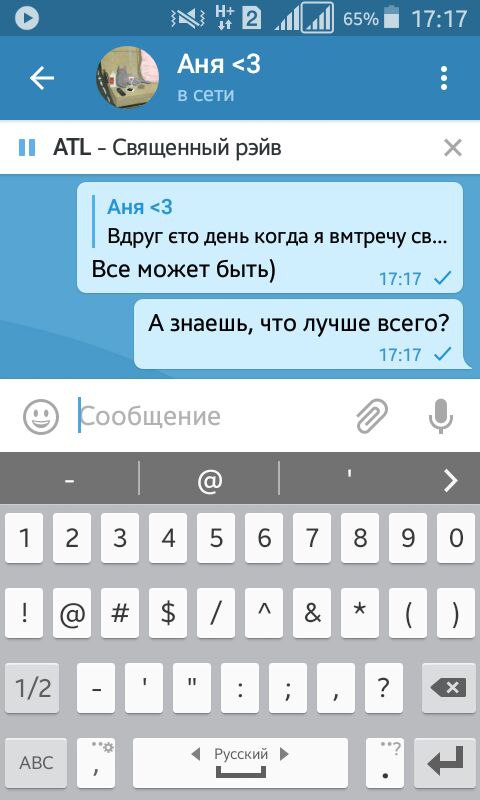 H+ 2 65% 17:17
Аня <3
в сети
ATL - Священный рэйв
Аня <3
Вдруг єто день когда я вмтречу св...
Все может быть)
17:17
А знаешь, что лучше всего?
17:17
Сообщение
- @ '
1 2 3 4 5 6 7 8 9 0
! @ # $ / ^ & * ( )
1/2 - ' " : ; , ?
ABC , Русский . ?